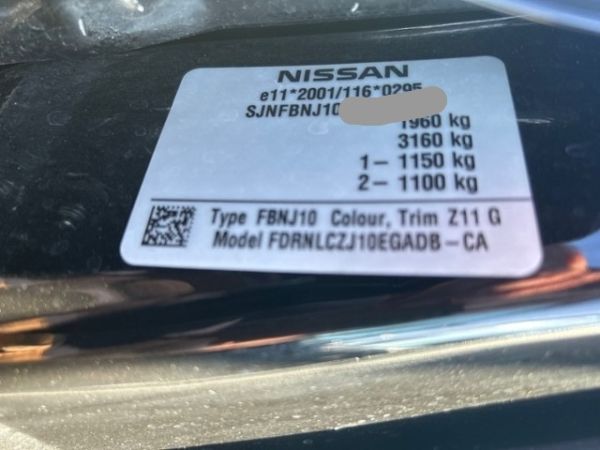 NISSAN
e11*2001/116*0295
SJNFBNJ10
1960 kg
3160 kg
1- 1150 kg
2- 1100 kg
Type FBNJ10 Colour, Trim Z11 G
Model FDRNLCZJ10EGADB-CA